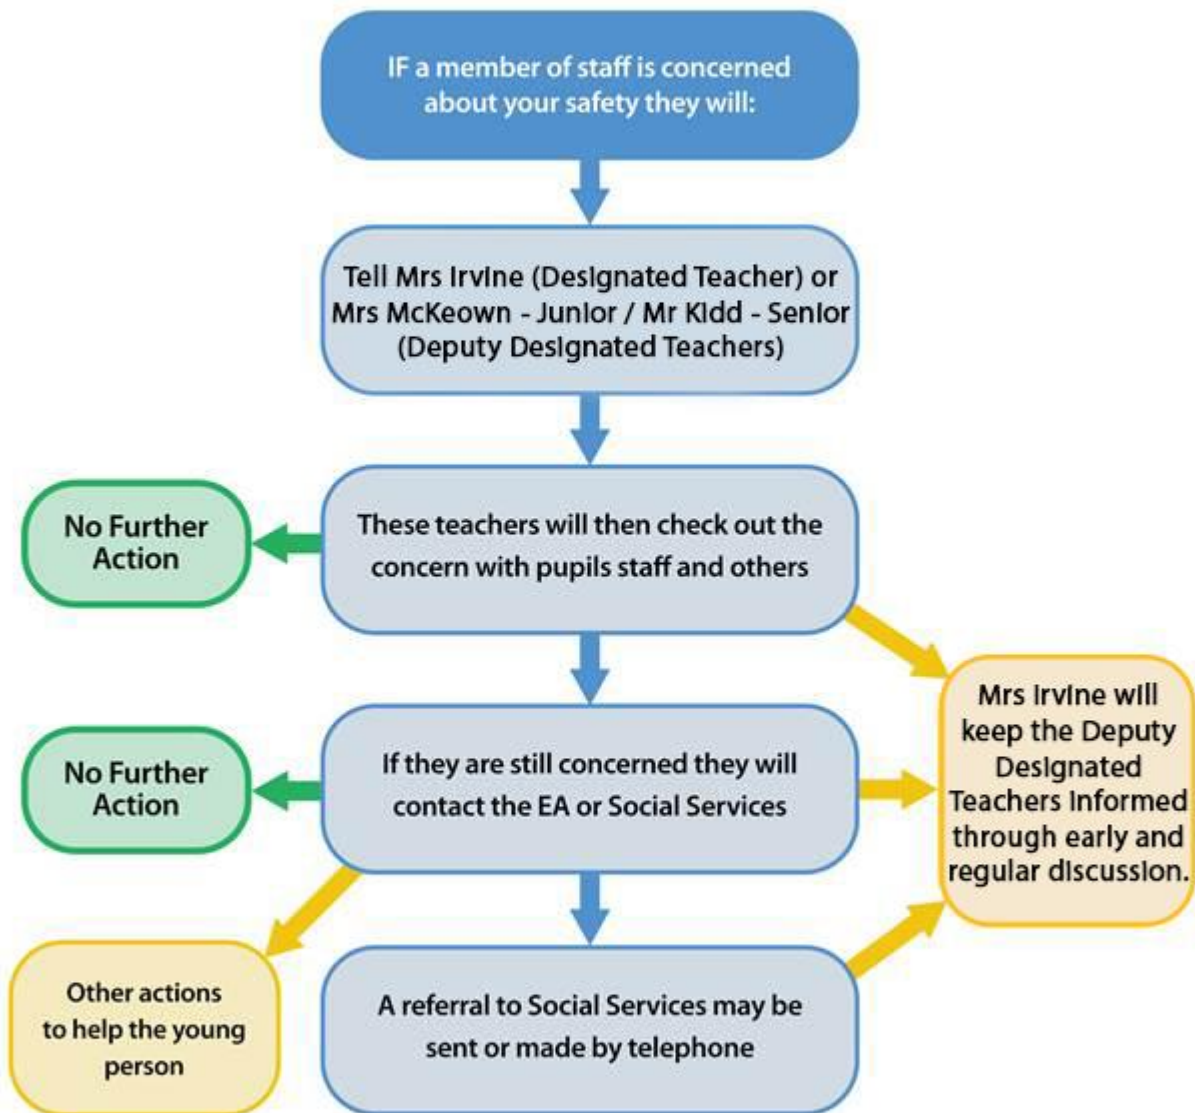 IF a member of staff is concerned
about your safety they will:
Tell Mrs Irvine (Designated Teacher) or
Mrs McKeown - Junior / Mr Kidd - Senior
(Deputy Designated Teachers)
No Further
Action
These teachers will then check out the
concern with pupils staff and others
No Further
Action
If they are still concerned they will
contact the EA or Social Services
Mrs Irvine will
keep the Deputy
Designated
Teachers Informed
through early and
regular discussion.
Other actions
to help the young
person
A referral to Social Services may be
sent or made by telephone